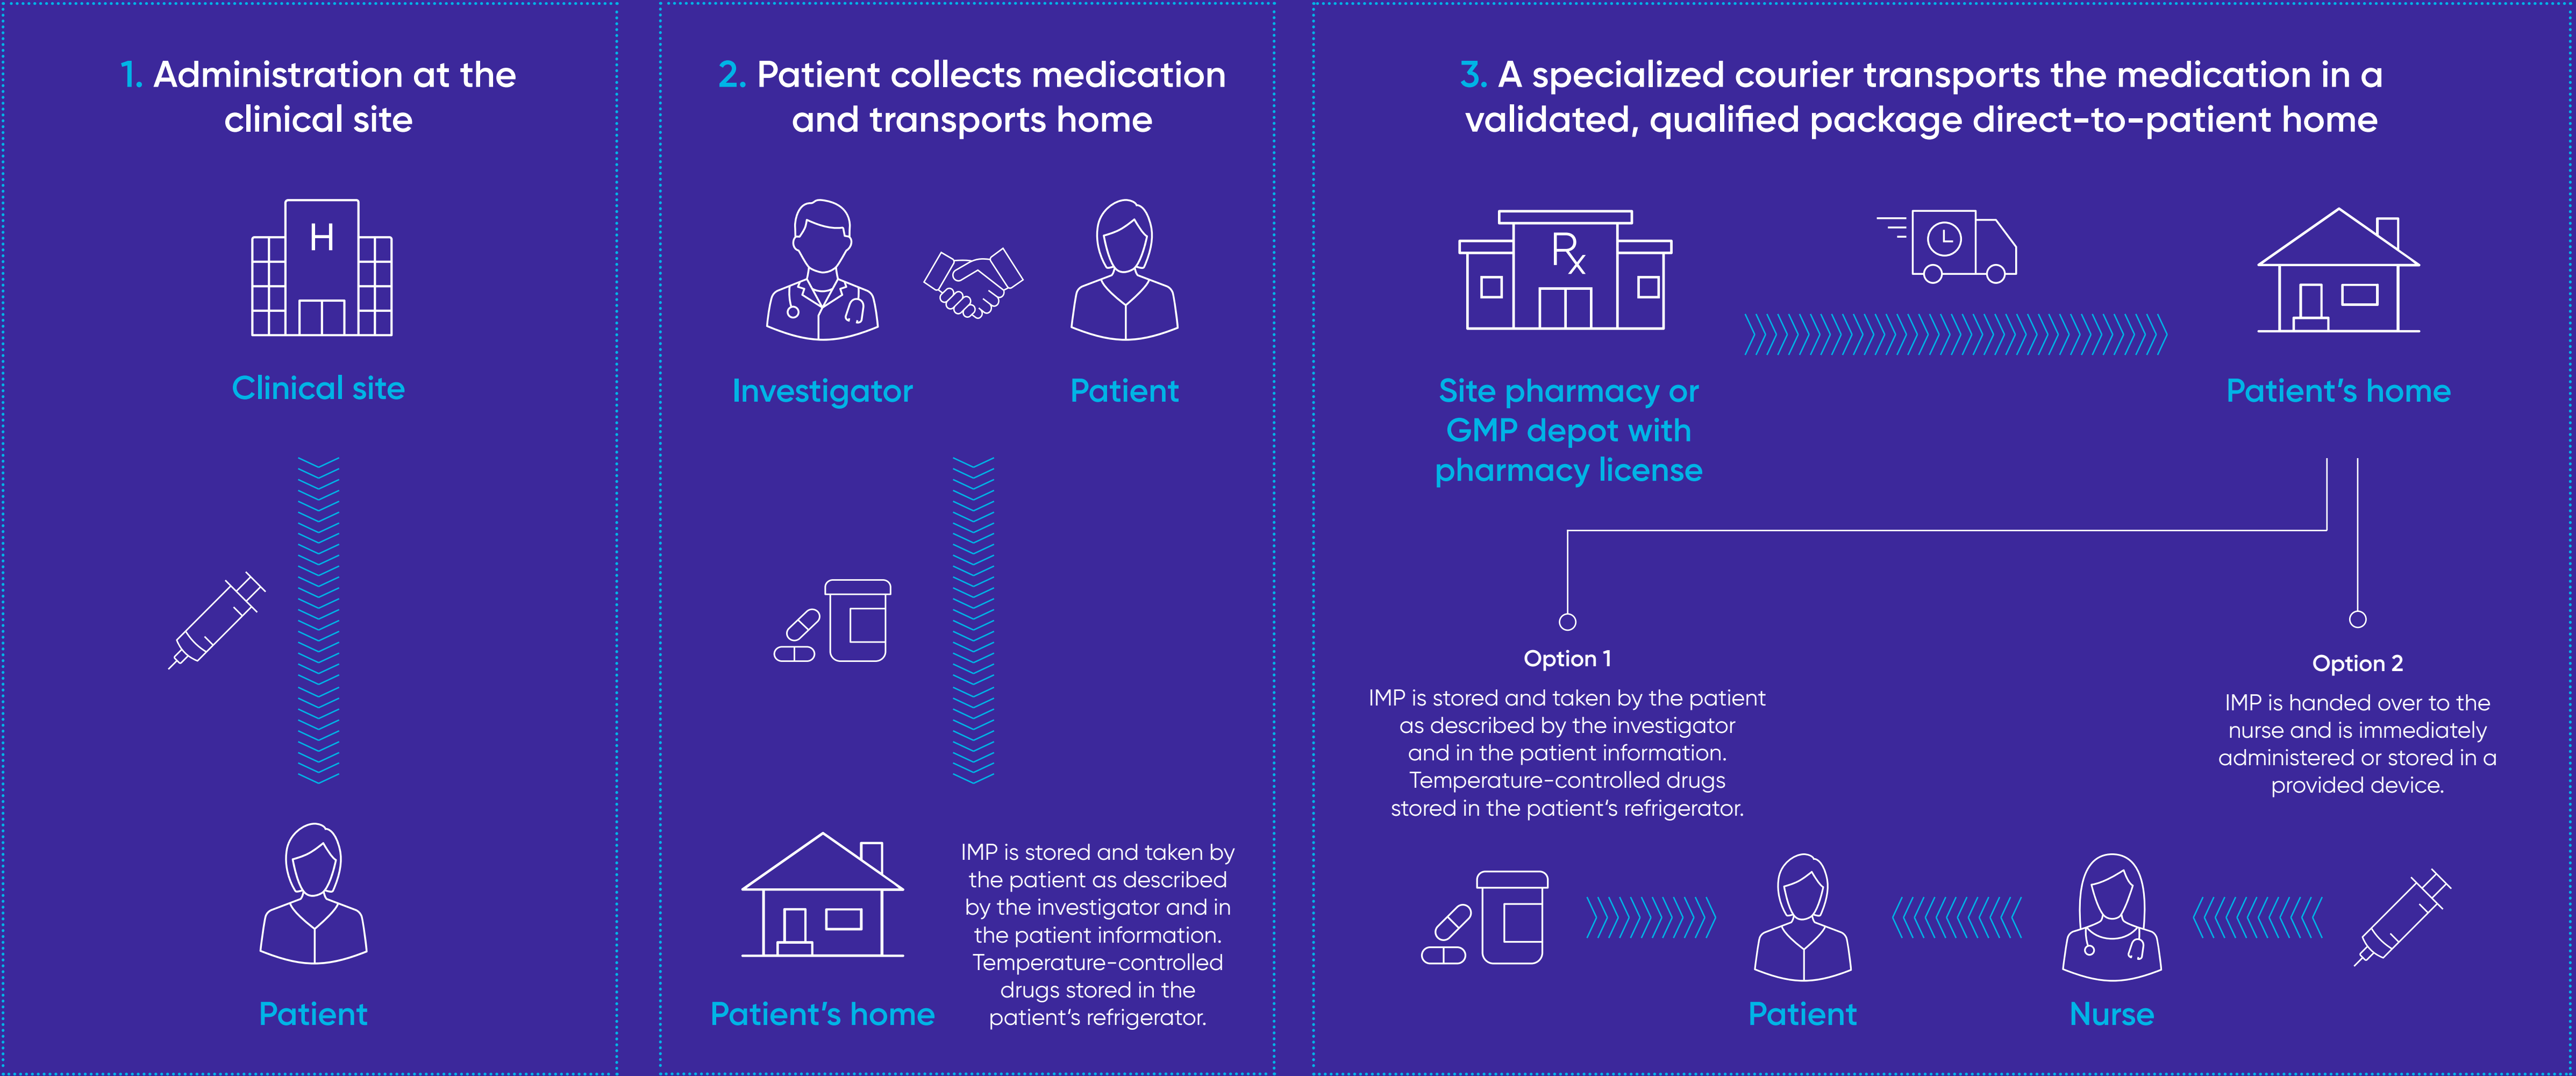 1. Administration at the
clinical site
H
Clinical site
Patient
2. Patient collects medication
and transports home
Investigator
Patient
Patient’s home
IMP is stored and taken by
the patient as described
by the investigator and in
the patient information.
Temperature-controlled
drugs stored in the
patient‘s refrigerator.
3. A specialized courier transports the medication in a
validated, qualified package direct-to-patient home
Rx
Site pharmacy or
GMP depot with
pharmacy license
Patient’s home
Option 1
IMP is stored and taken by the patient
as described by the investigator
and in the patient information.
Temperature-controlled drugs
stored in the patient‘s refrigerator.
Option 2
IMP is handed over to the
nurse and is immediately
administered or stored in a
provided device.
Patient
Nurse